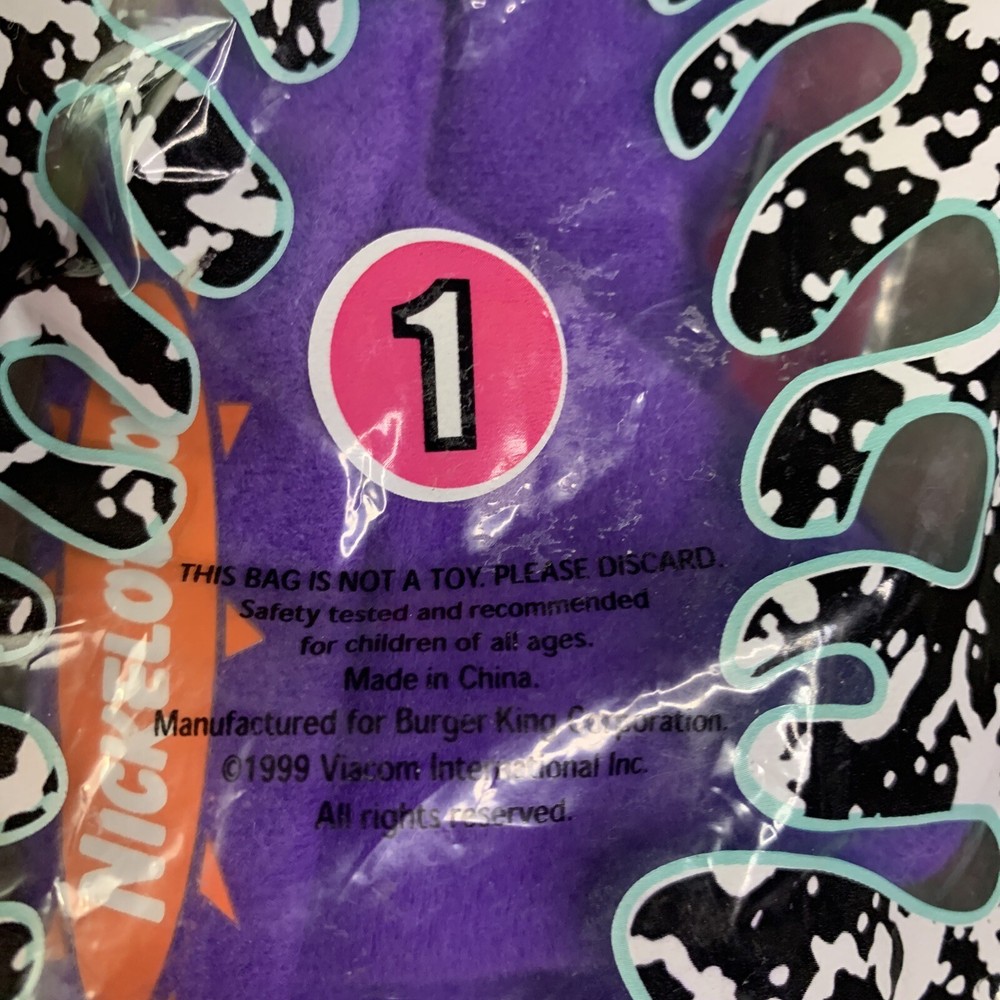 1
THIS BAG IS NOT A TOY. PLEASE DISCARD.
Safety tested and recommended
for children of all ages.
Made in China.
Manufactured for Burger King Corporation.
©1999 Viacom International Inc.
All rights reserved.
NICKELODEON